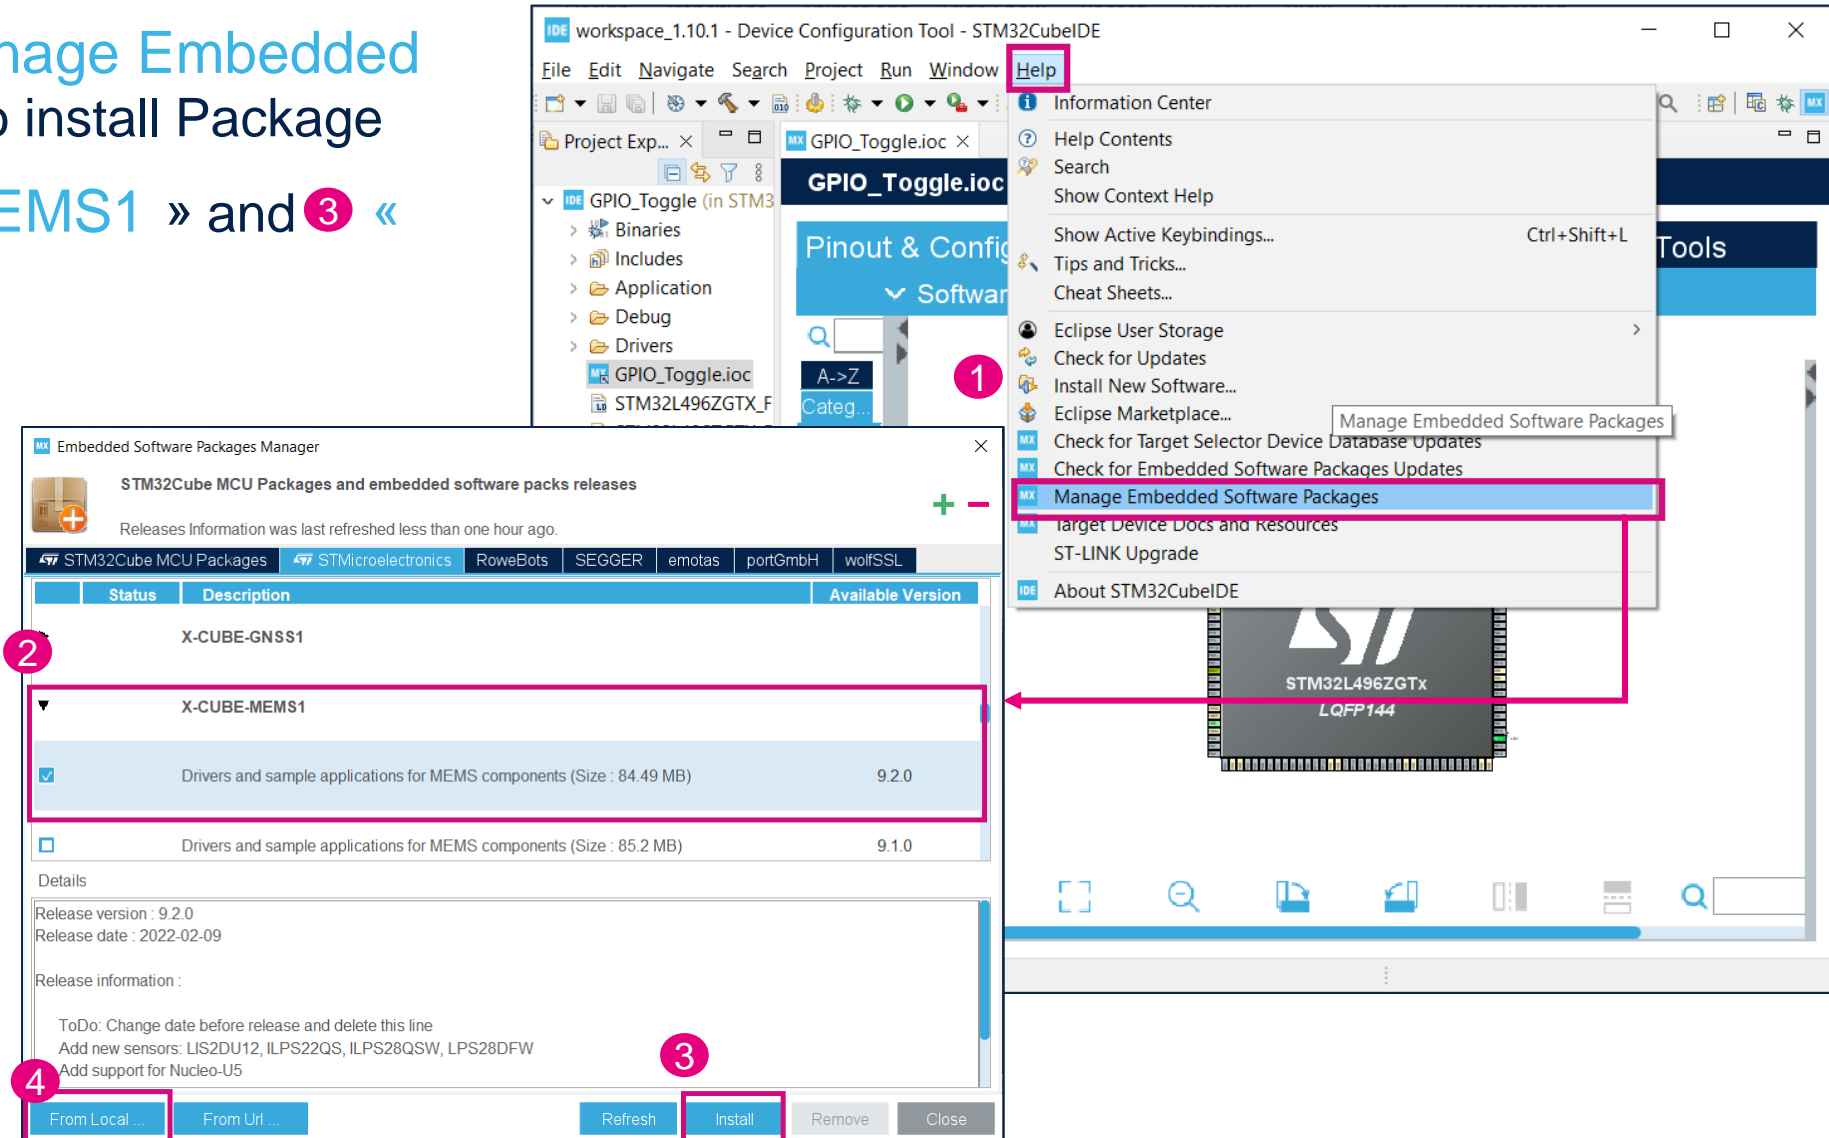 nage Embedded
o install Package
EMS1 » and 3 «
IDE workspace_1.10.1 - Device Configuration Tool - STM32CubeIDE
File Edit Navigate Search Project Run Window Help
Project Exp...
MX GPIO_Toggle.ioc
GPIO_Toggle.ioc
IDE GPIO_Toggle (in STM3
Binaries
Includes
Application
Debug
Drivers
GPIO_Toggle.ioc
STM32L496ZGTX_F
Pinout & Config
Tools
Softwar
A->Z
Categ...
1
Information Center
Help Contents
Search
Show Context Help
Show Active Keybindings... Ctrl+Shift+L
Tips and Tricks...
Cheat Sheets...
Eclipse User Storage
Check for Updates
Install New Software...
Eclipse Marketplace...
Manage Embedded Software Packages
MX Check for Target Selector Device Database Updates
MX Check for Embedded Software Packages Updates
MX Manage Embedded Software Packages
MX Target Device Docs and Resources
ST-LINK Upgrade
IDE About STM32CubeIDE
STM32L496ZGTx
LQFP144
MX Embedded Software Packages Manager
STM32Cube MCU Packages and embedded software packs releases
Releases Information was last refreshed less than one hour ago.
STM32Cube MCU Packages STMicroelectronics RoweBots SEGGER emotas portGmbH wolfSSL
Status Description Available Version
2
X-CUBE-GNSS1
X-CUBE-MEMS1
Drivers and sample applications for MEMS components (Size : 84.49 MB) 9.2.0
Drivers and sample applications for MEMS components (Size : 85.2 MB) 9.1.0
Details
Release version : 9.2.0
Release date : 2022-02-09
Release information :
ToDo: Change date before release and delete this line
Add new sensors: LIS2DU12, ILPS22QS, ILPS28QSW, LPS28DFW
Add support for Nucleo-U5
3
4
From Local ... From Url ... Refresh Install Remove Close